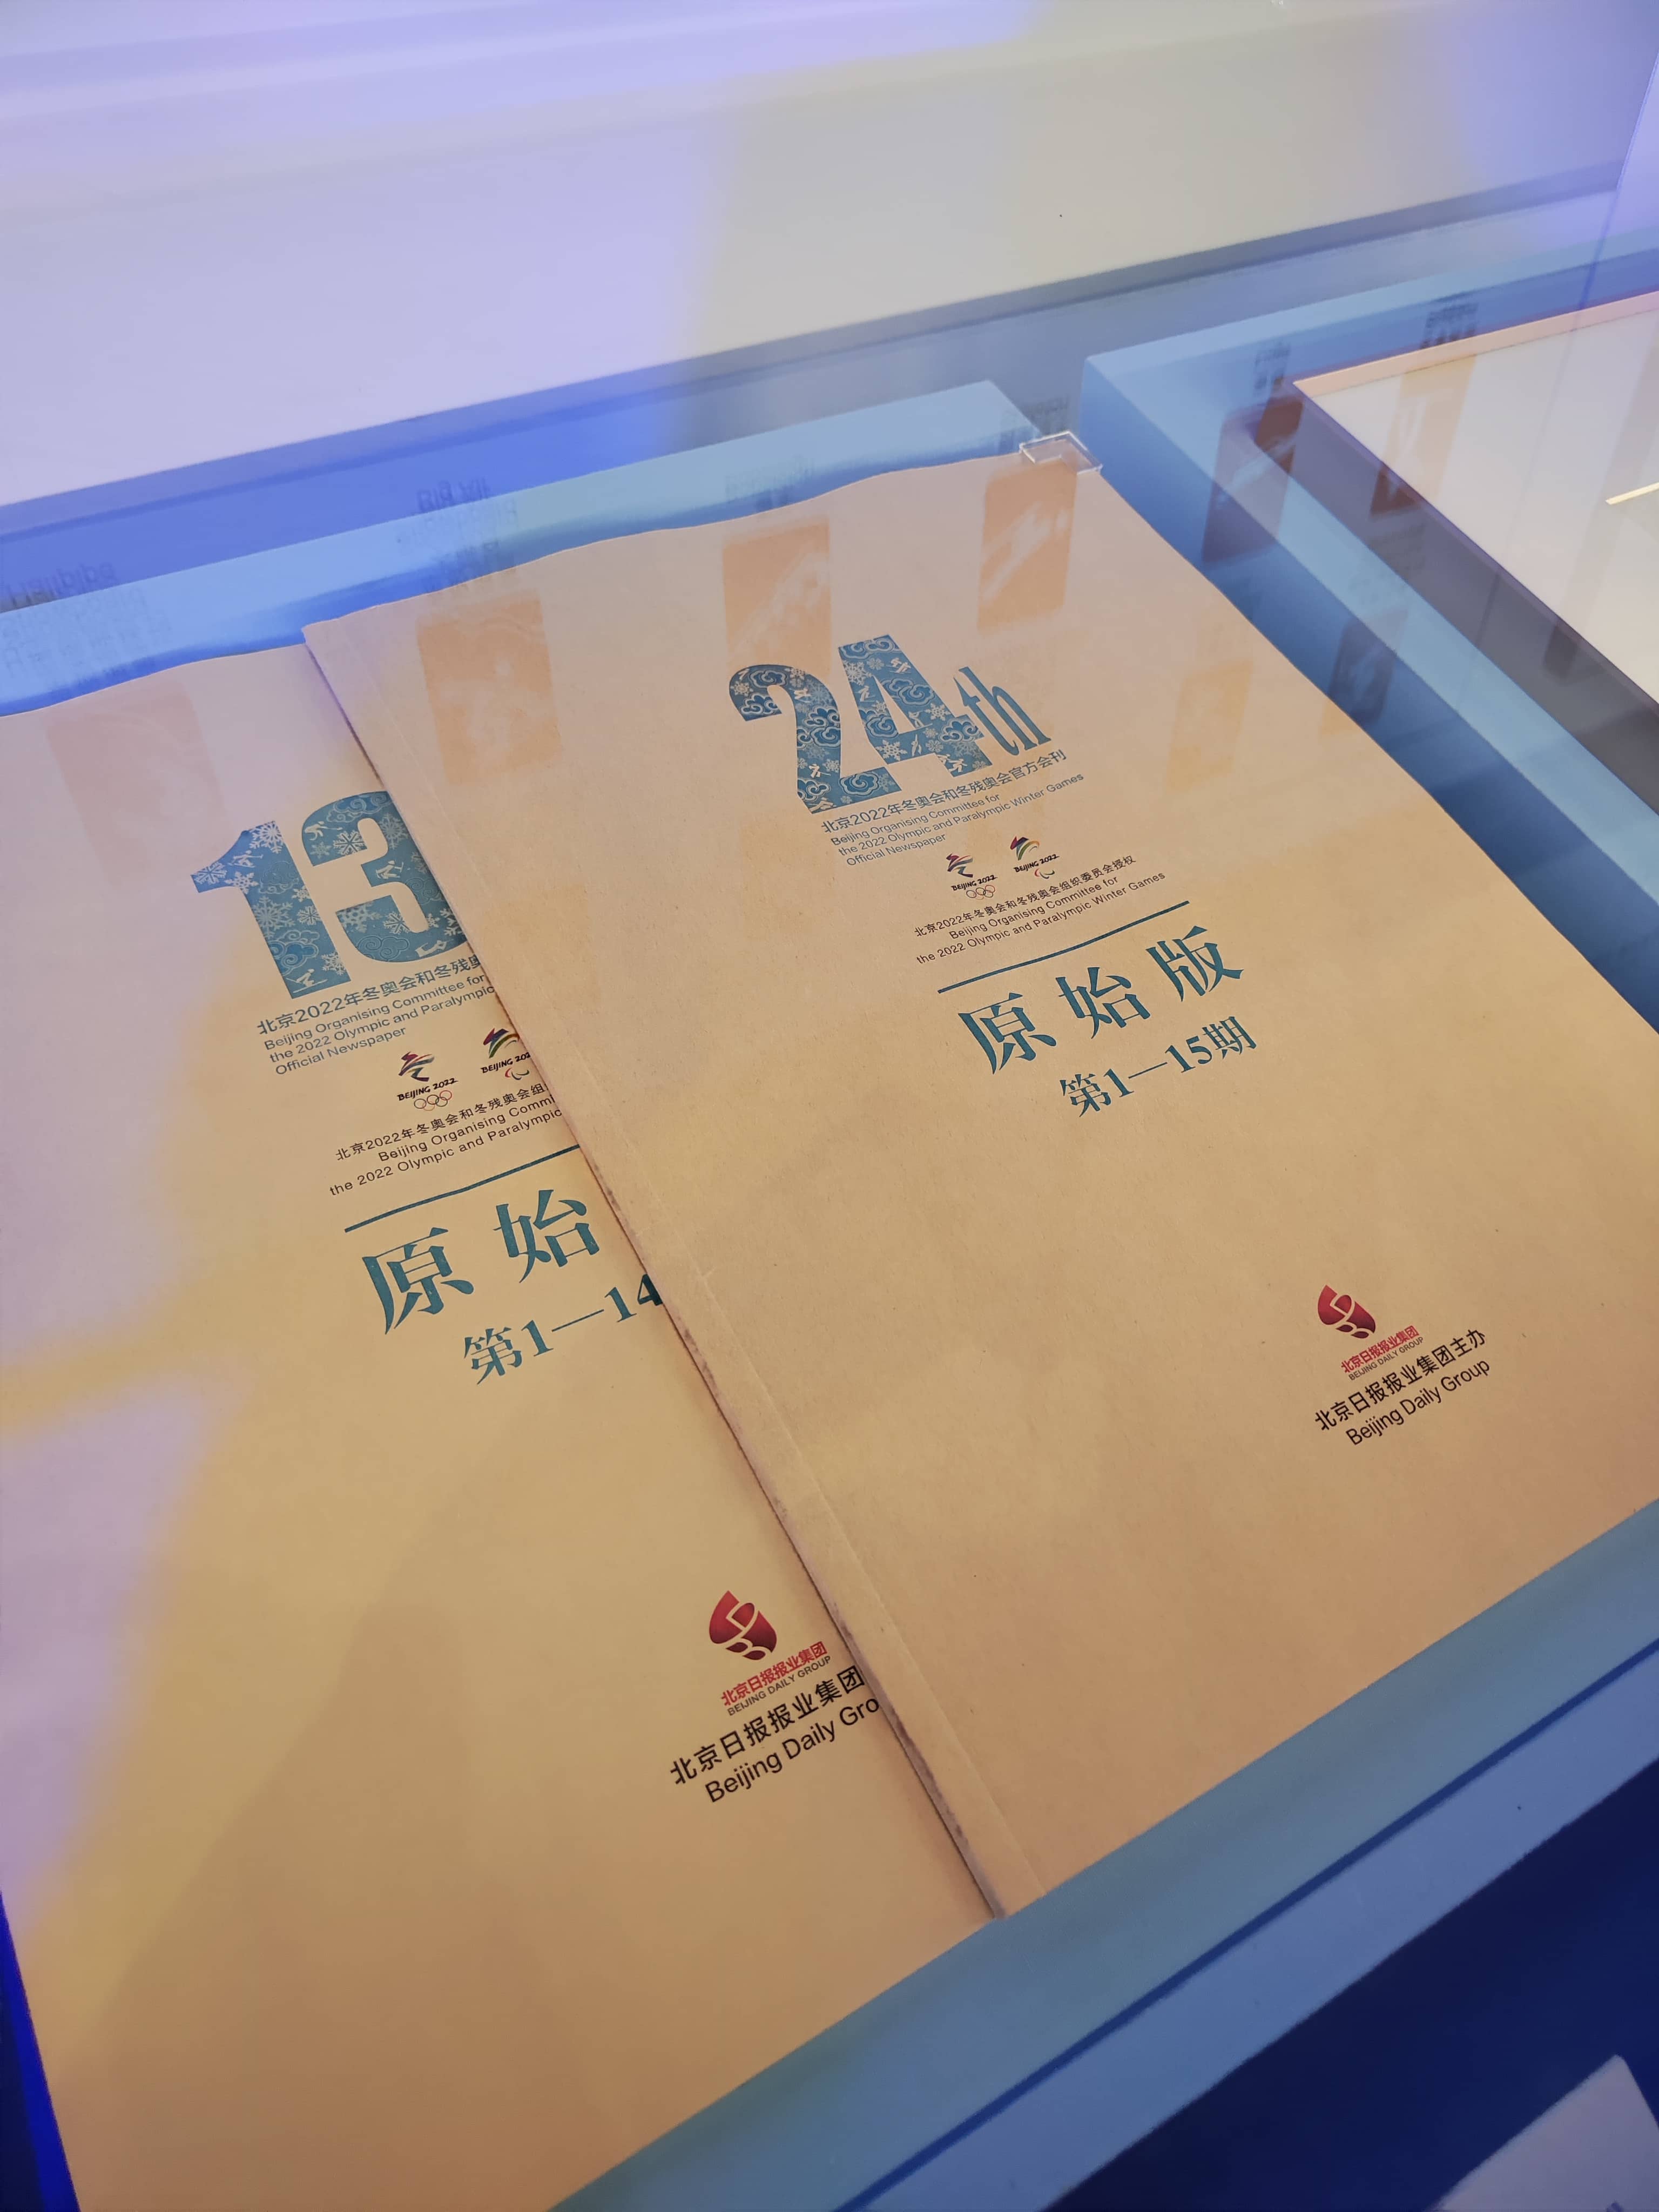 24th
北京2022年冬奥会和冬残奥会官方会刊
Beijing Organising Committee for
the 2022 Olympic and Paralympic Winter Games
Official Newspaper
BEIJING 2022
BEIJING 2022
北京2022年冬奥会和冬残奥会组织委员会授权
Beijing Organising Committee for
the 2022 Olympic and Paralympic Winter Games
原始版
第1—15期
北京日报报业集团
BEIJING DAILY GROUP
北京日报报业集团主办
Beijing Daily Group
13
北京2022年冬奥会和冬残奥
Beijing Organising Committee for
the 2022 Olympic and Paralympic
Official Newspaper
BEIJING 2022
BEIJING 202
北京2022年冬奥会和冬残奥会组
Beijing Organising Comm
the 2022 Olympic and Paralympic
原始
第1—14
北京日报报业集团
BEIJING DAILY GROUP
北京日报报业集团
Beijing Daily Gro